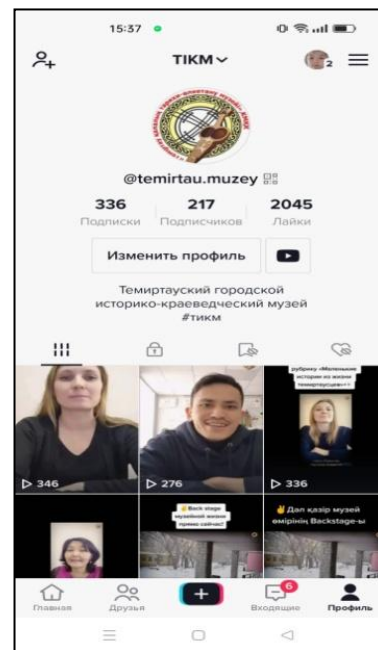 15:37
TIKM
2
@temirtau.muzey
336 217 2045
Подписки Подписчиков Лайки
Изменить профиль
Темиртауский городской
историко-краеведческий музей
#тикм
рубрику «Маленькие
истории из жизни
темиртаусцев»
346 276 336
Back stage
музейной жизни
прямо сейчас!
Дәл қазір музей
өмірінің Backstage-ы
6
Главная Друзья Входящие Профиль